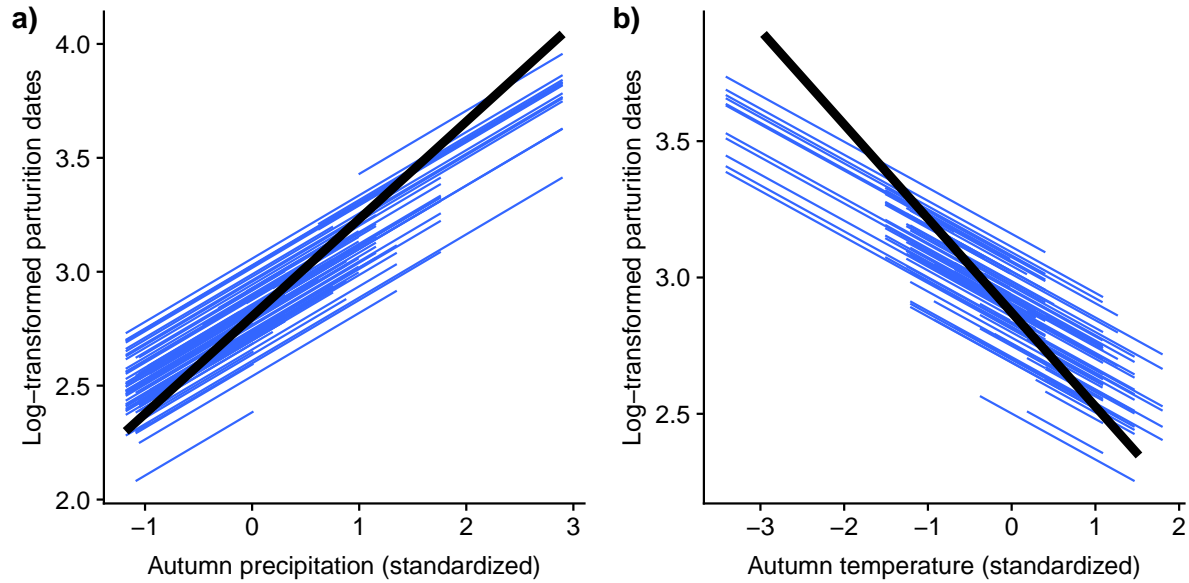 a)
Log−transformed parturition dates
4.0
3.5
3.0
2.5
2.0
−1 0 1 2 3
Autumn precipitation (standardized)
b)
Log−transformed parturition dates
3.5
3.0
2.5
−3 −2 −1 0 1 2
Autumn temperature (standardized)